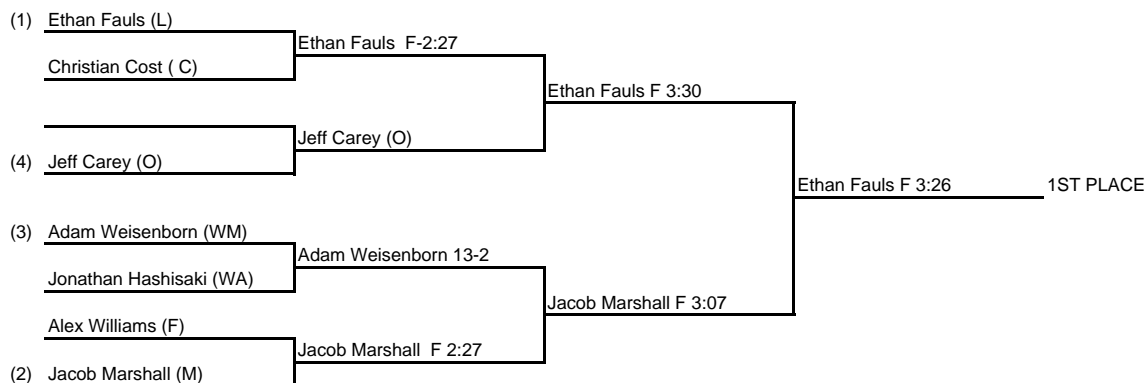 (1) Ethan Fauls (L)
Ethan Fauls  F-2:27
Christian Cost ( C)
Ethan Fauls F 3:30
Jeff Carey (O)
(4) Jeff Carey (O)
Ethan Fauls F 3:26 1ST PLACE
(3) Adam Weisenborn (WM)
Adam Weisenborn 13-2
Jonathan Hashisaki (WA)
Jacob Marshall F 3:07
Alex Williams (F)
Jacob Marshall  F 2:27
(2) Jacob Marshall (M)